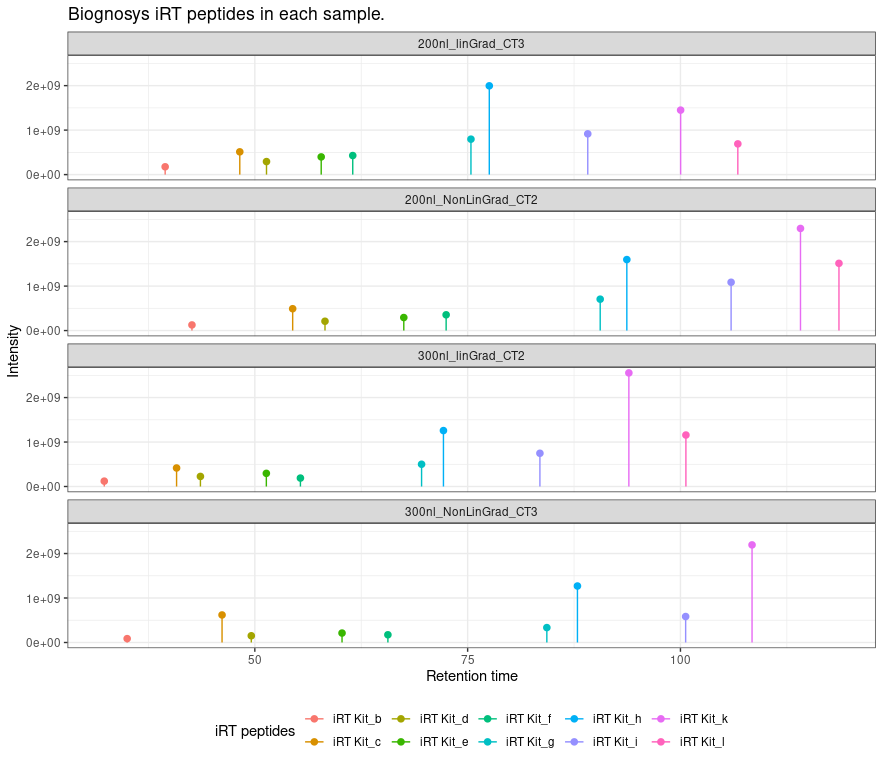 Biognosys iRT peptides in each sample.
200nl_linGrad_CT3
2e+09
1e+09
0e+00
200nl_NonLinGrad_CT2
2e+09
1e+09
0e+00
Intensity
300nl_linGrad_CT2
2e+09
1e+09
0e+00
300nl_NonLinGrad_CT3
2e+09
1e+09
0e+00
50 75 100
Retention time
iRT peptides
iRT Kit_b iRT Kit_d iRT Kit_f iRT Kit_h iRT Kit_k
iRT Kit_c iRT Kit_e iRT Kit_g iRT Kit_i iRT Kit_l